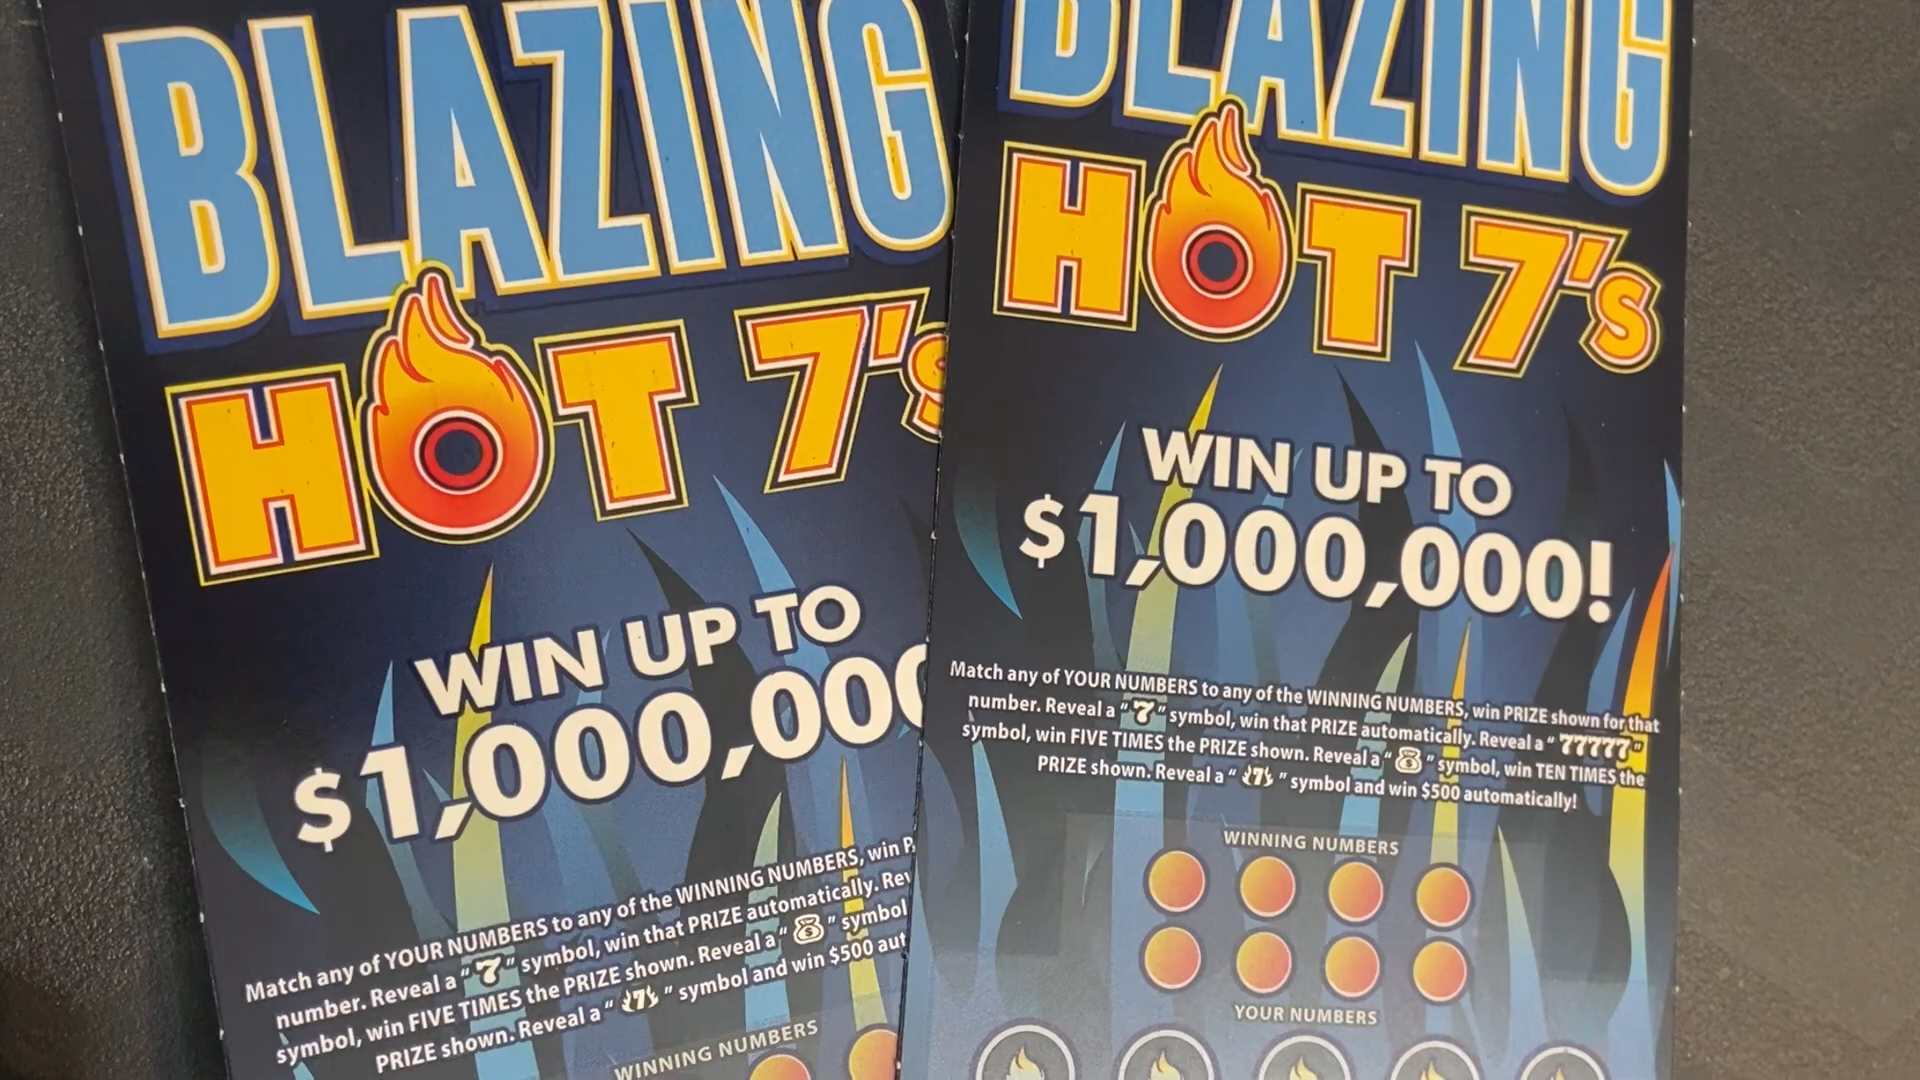 BLAZING
HOT 7's
WIN UP TO
$1,000,000
Match any of YOUR NUMBERS to any of the WINNING NUMBERS, win
number. Reveal a "7" symbol, win that PRIZE automatically.
symbol, win FIVE TIMES the PRIZE shown. Reveal a " " symbol
PRIZE shown. Reveal a "7" symbol and win $500
WINNING NUMBERS
BLAZING
HOT 7's
WIN UP TO
$1,000,000!
Match any of YOUR NUMBERS to any of the WINNING NUMBERS, win PRIZE shown for that
number. Reveal a "7" symbol, win that PRIZE automatically. Reveal a "77777"
symbol, win FIVE TIMES the PRIZE shown. Reveal a "$" symbol, win TEN TIMES the
PRIZE shown. Reveal a "7" symbol and win $500 automatically!
WINNING NUMBERS
YOUR NUMBERS